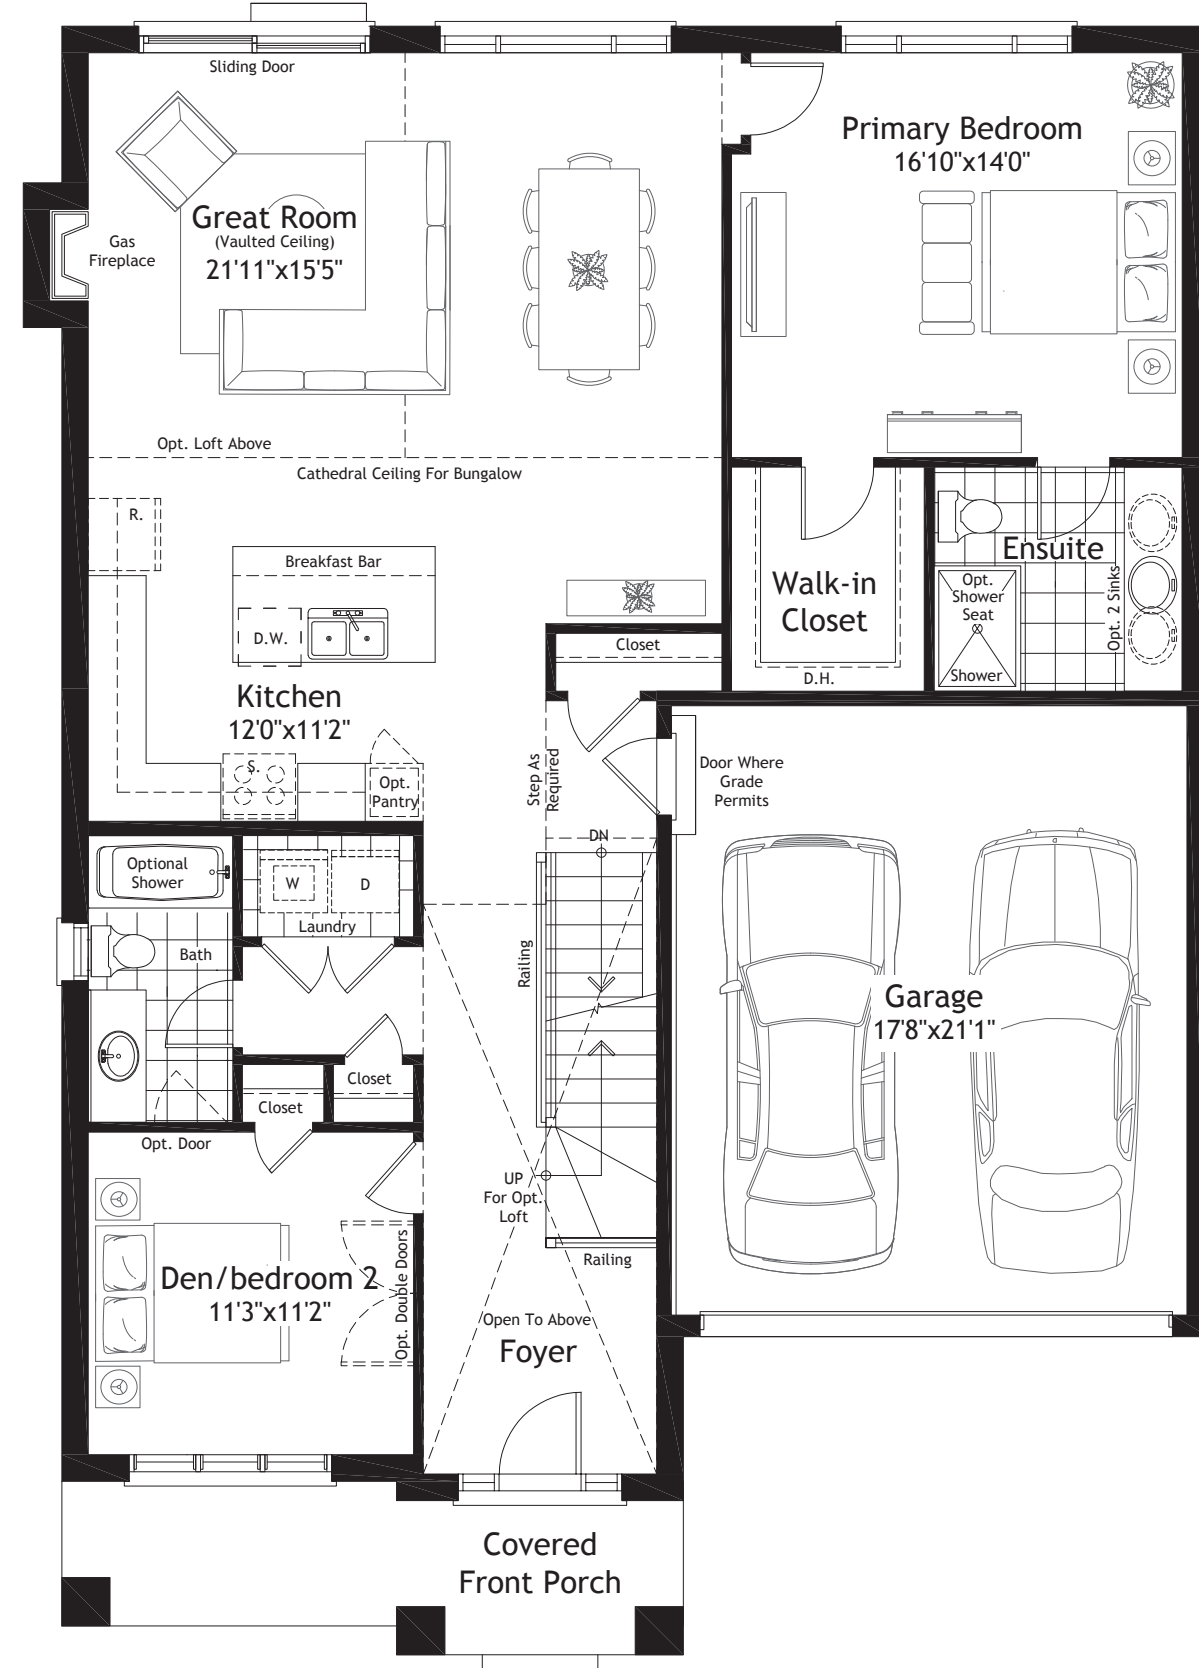 Sliding Door
Primary Bedroom
16'10"x14'0"
Great Room
(Vaulted Ceiling)
21'11"x15'5"
Gas
Fireplace
Opt. Loft Above
Cathedral Ceiling For Bungalow
R.
Breakfast Bar
D.W.
Kitchen
12'0"x11'2"
S.
Opt.
Pantry
Closet
Walk-in
Closet
D.H.
Ensuite
Opt.
Shower
Seat
Shower
Opt. 2 Sinks
Step As
Required
Door Where
Grade
Permits
DN
Optional
Shower
W
D
Laundry
Bath
Railing
Closet
Closet
Opt. Door
Garage
17'8"x21'1"
UP
For Opt.
Loft
Railing
Den/bedroom 2
11'3"x11'2"
Opt. Double Doors
Open To Above
Foyer
Covered
Front Porch